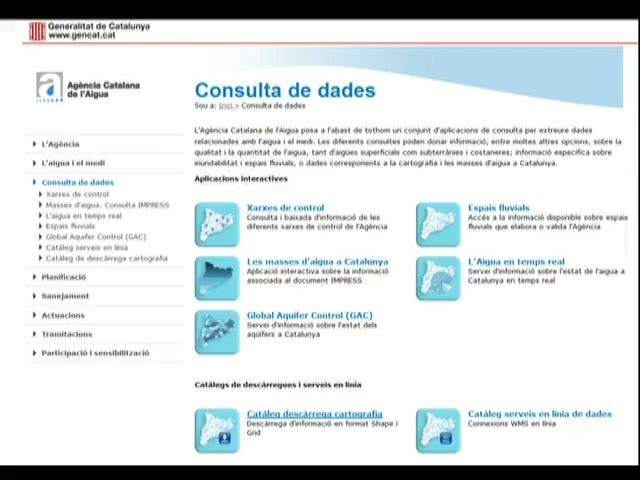 Generalitat de Catalunya
www.gencat.cat
Agència Catalana
de l'Aigua
Consulta de dades
Sou a: Inici > Consulta de dades
L'Agència
L'aigua i el medi
Consulta de dades
Xarxes de control
Masses d'aigua. Consulta IMPRESS
L'aigua en temps real
Espais fluvials
Global Aquifer Control (GAC)
Catàleg serveis en línia
Catàleg de descàrrega cartografia
Planificació
Sanejament
Actuacions
Tramitacions
Participació i sensibilització
L'Agència Catalana de l'Aigua posa a l'abast de tothom un conjunt d'aplicacions de consulta per extreure dades
relacionades amb l'aigua i el medi. Les diferents consultes poden donar informació, entre moltes altres opcions, sobre la
qualitat i la quantitat de l'aigua, tant d'aigües superficials com subterrànies i costaneres; informació específica sobre
inundabilitat i espais fluvials, o dades corresponents a la cartografia i les masses d'aigua a Catalunya.
Aplicacions interactives
Xarxes de control
Consulta i baixada d'informació de les
diferents xarxes de control de l'Agència
Espais fluvials
Accés a la informació disponible sobre espais
fluvials que elabora o valida l'Agència
Les masses d'aigua a Catalunya
Aplicació interactiva sobre la informació
associada al document IMPRESS
L'Aigua en temps real
Servei d'informació sobre l'estat de l'aigua a
Catalunya en temps real
Global Aquifer Control (GAC)
Servei d'informació sobre l'estat dels
aqüífers a Catalunya
Catàlegs de descàrregues i serveis en línia
Catàleg descàrrega cartografia
Descàrrega d'informació en format Shape i
Grid
Catàleg serveis en línia de dades
Connexions WMS en línia